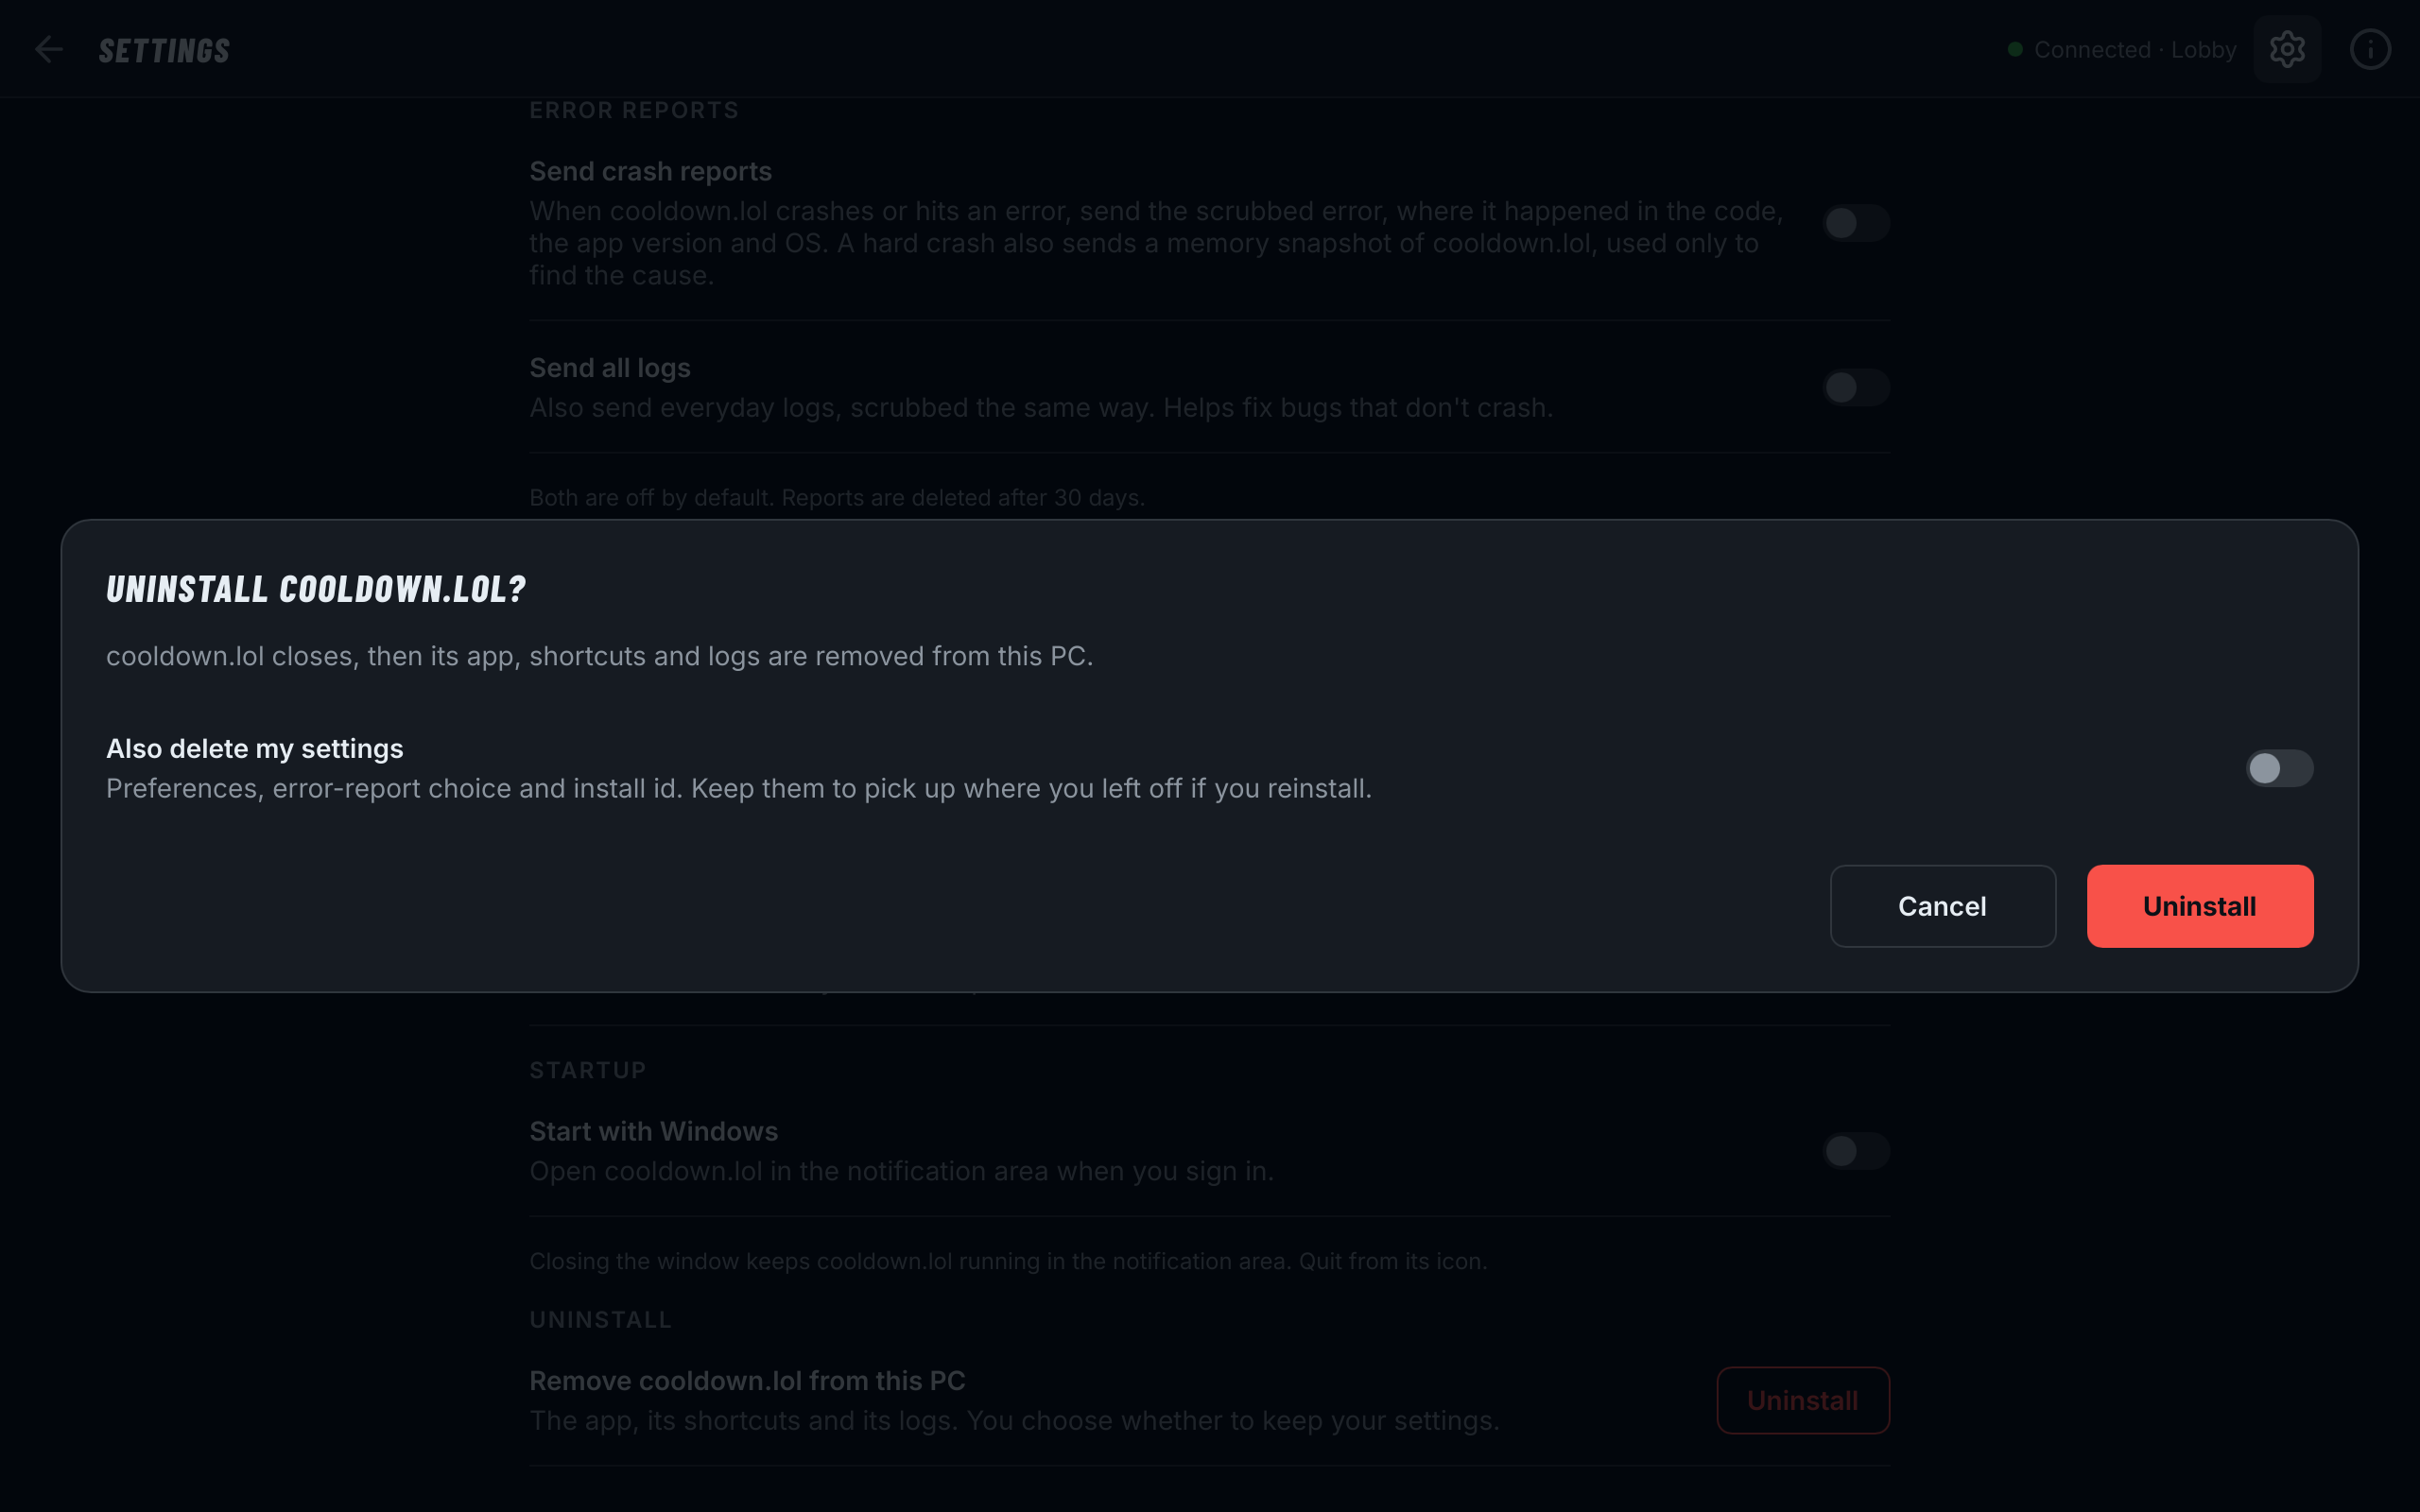 SETTINGS
Connected · Lobby
ERROR REPORTS
Send crash reports
When cooldown.lol crashes or hits an error, send the scrubbed error, where it happened in the code,
the app version and OS. A hard crash also sends a memory snapshot of cooldown.lol, used only to
find the cause.
Send all logs
Also send everyday logs, scrubbed the same way. Helps fix bugs that don't crash.
Both are off by default. Reports are deleted after 30 days.
UNINSTALL COOLDOWN.LOL?
cooldown.lol closes, then its app, shortcuts and logs are removed from this PC.
Also delete my settings
Preferences, error-report choice and install id. Keep them to pick up where you left off if you reinstall.
Cancel
Uninstall
STARTUP
Start with Windows
Open cooldown.lol in the notification area when you sign in.
Closing the window keeps cooldown.lol running in the notification area. Quit from its icon.
UNINSTALL
Remove cooldown.lol from this PC
The app, its shortcuts and its logs. You choose whether to keep your settings.
Uninstall